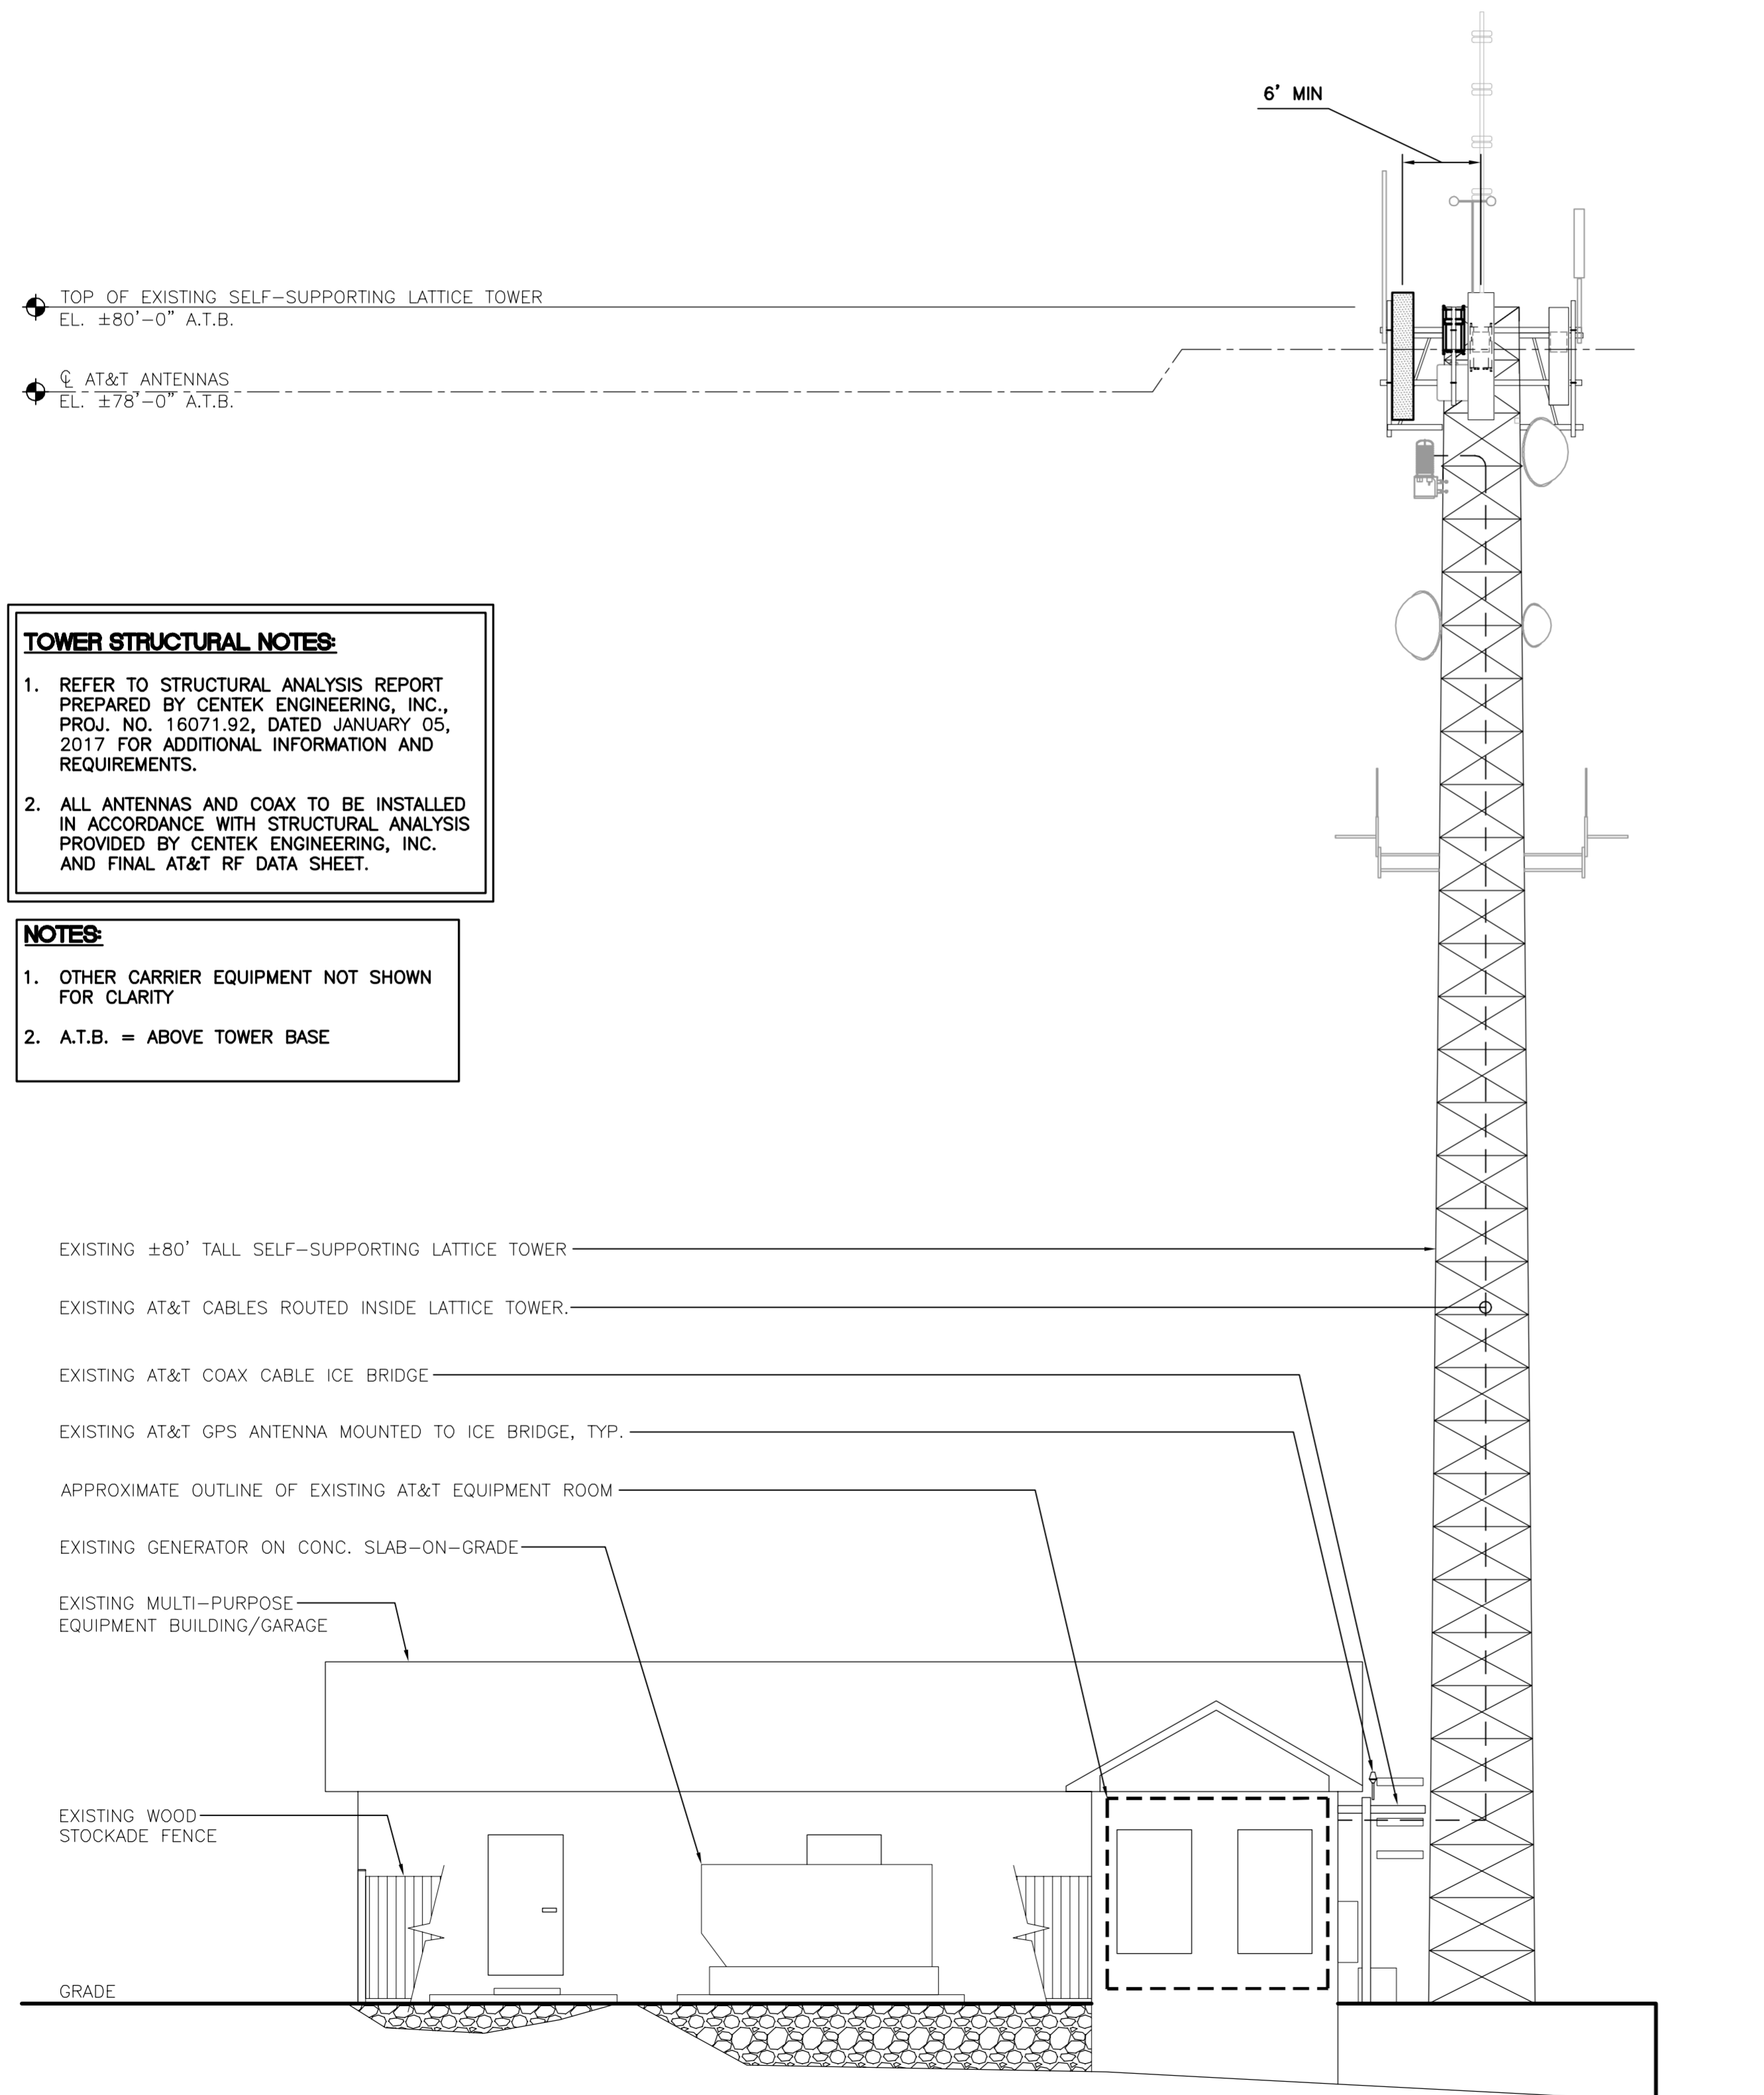 6' MIN
TOP OF EXISTING SELF-SUPPORTING LATTICE TOWER
EL. ±80'-0" A.T.B.
℄ AT&T ANTENNAS
EL. ±78'-0" A.T.B.
TOWER STRUCTURAL NOTES:
1. REFER TO STRUCTURAL ANALYSIS REPORT
PREPARED BY CENTEK ENGINEERING, INC.,
PROJ. NO. 16071.92, DATED JANUARY 05,
2017 FOR ADDITIONAL INFORMATION AND
REQUIREMENTS.
2. ALL ANTENNAS AND COAX TO BE INSTALLED
IN ACCORDANCE WITH STRUCTURAL ANALYSIS
PROVIDED BY CENTEK ENGINEERING, INC.
AND FINAL AT&T RF DATA SHEET.
NOTES:
1. OTHER CARRIER EQUIPMENT NOT SHOWN
FOR CLARITY
2. A.T.B. = ABOVE TOWER BASE
EXISTING ±80' TALL SELF-SUPPORTING LATTICE TOWER
EXISTING AT&T CABLES ROUTED INSIDE LATTICE TOWER.
EXISTING AT&T COAX CABLE ICE BRIDGE
EXISTING AT&T GPS ANTENNA MOUNTED TO ICE BRIDGE, TYP.
APPROXIMATE OUTLINE OF EXISTING AT&T EQUIPMENT ROOM
EXISTING GENERATOR ON CONC. SLAB-ON-GRADE
EXISTING MULTI-PURPOSE
EQUIPMENT BUILDING/GARAGE
EXISTING WOOD
STOCKADE FENCE
GRADE